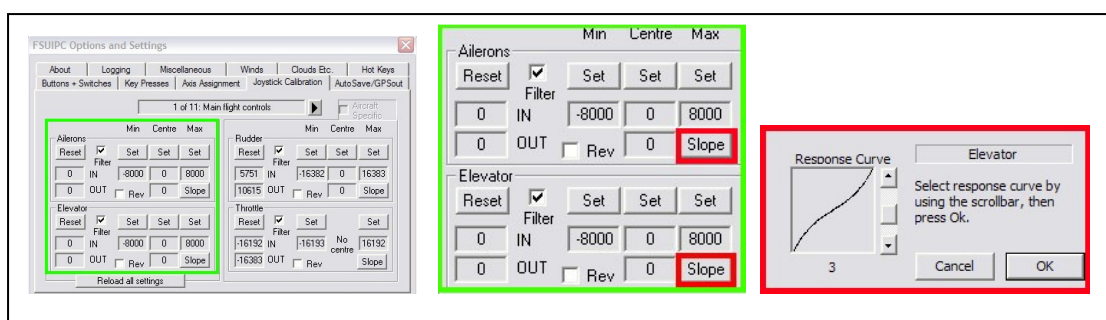 FSUIPC Options and Settings
About Logging Miscellaneous Winds Clouds Etc. Hot Keys
Buttons + Switches Key Presses Axis Assignment Joystick Calibration AutoSave/GPSout
1 of 11: Main flight controls Aircraft Specific
Min Centre Max
Ailerons
Reset Filter Set Set Set
0 IN -8000 0 8000
0 OUT Rev 0 Slope
Elevator
Reset Filter Set Set Set
0 IN -8000 0 8000
0 OUT Rev 0 Slope
Min Centre Max
Rudder
Reset Filter Set Set Set
5751 IN -16382 0 16383
10615 OUT Rev 0 Slope
Throttle
Reset Filter Set Set
-16192 IN -16193 No centre 16192
-16383 OUT Rev Slope
Reload all settings
Min Centre Max
Ailerons
Reset Filter Set Set Set
0 IN -8000 0 8000
0 OUT Rev 0 Slope
Elevator
Reset Filter Set Set Set
0 IN -8000 0 8000
0 OUT Rev 0 Slope
Response Curve
Elevator
Select response curve by
using the scrollbar, then
press Ok.
3
Cancel OK